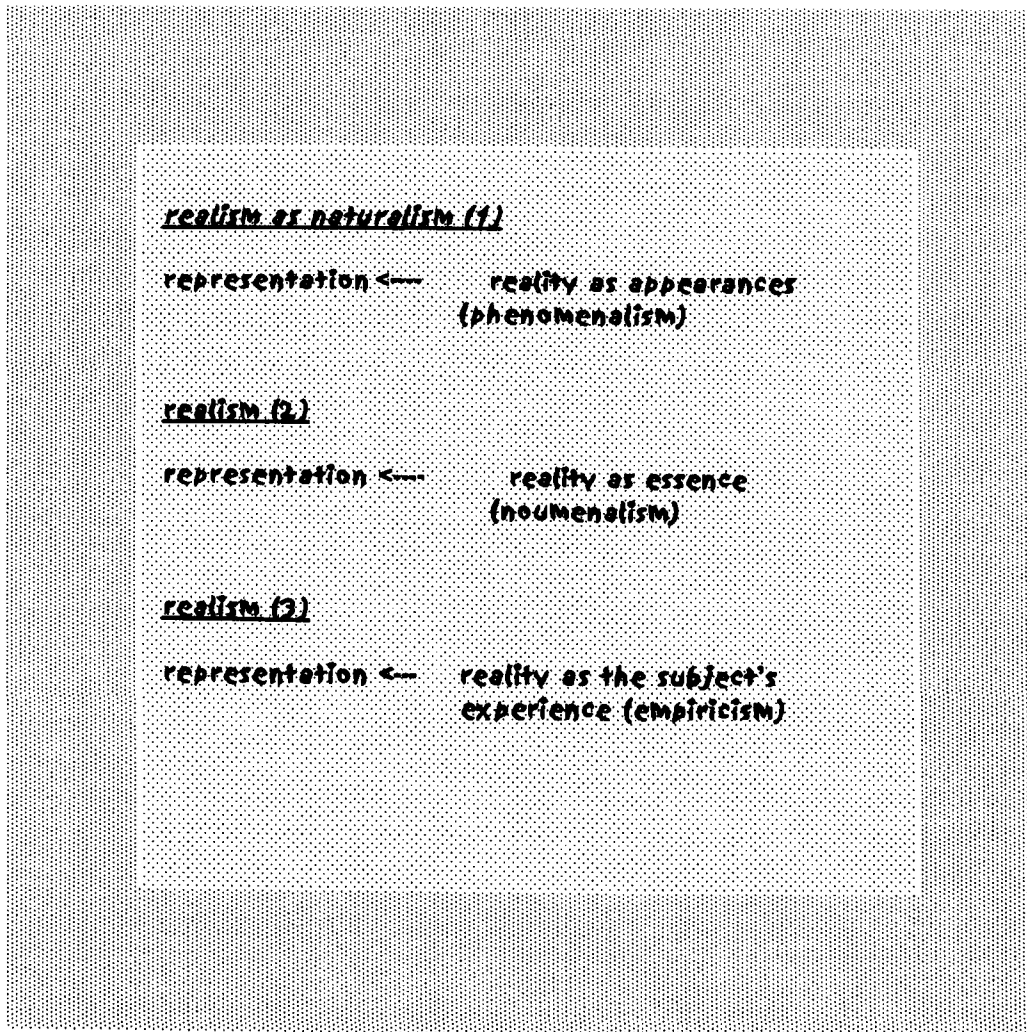 realism as naturalism (1)
representation <--- reality as appearances
(phenomenalism)
realism (2)
representation <---- reality as essence
(noumenalism)
realism (3)
representation <--- reality as the subject's
experience (empiricism)